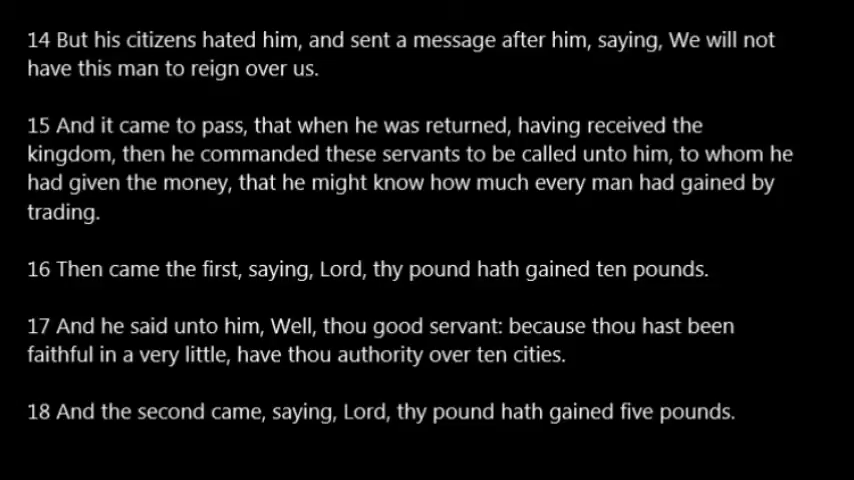 14 But his citizens hated him, and sent a message after him, saying, We will not
have this man to reign over us.
15 And it came to pass, that when he was returned, having received the
kingdom, then he commanded these servants to be called unto him, to whom he
had given the money, that he might know how much every man had gained by
trading.
16 Then came the first, saying, Lord, thy pound hath gained ten pounds.
17 And he said unto him, Well, thou good servant: because thou hast been
faithful in a very little, have thou authority over ten cities.
18 And the second came, saying, Lord, thy pound hath gained five pounds.